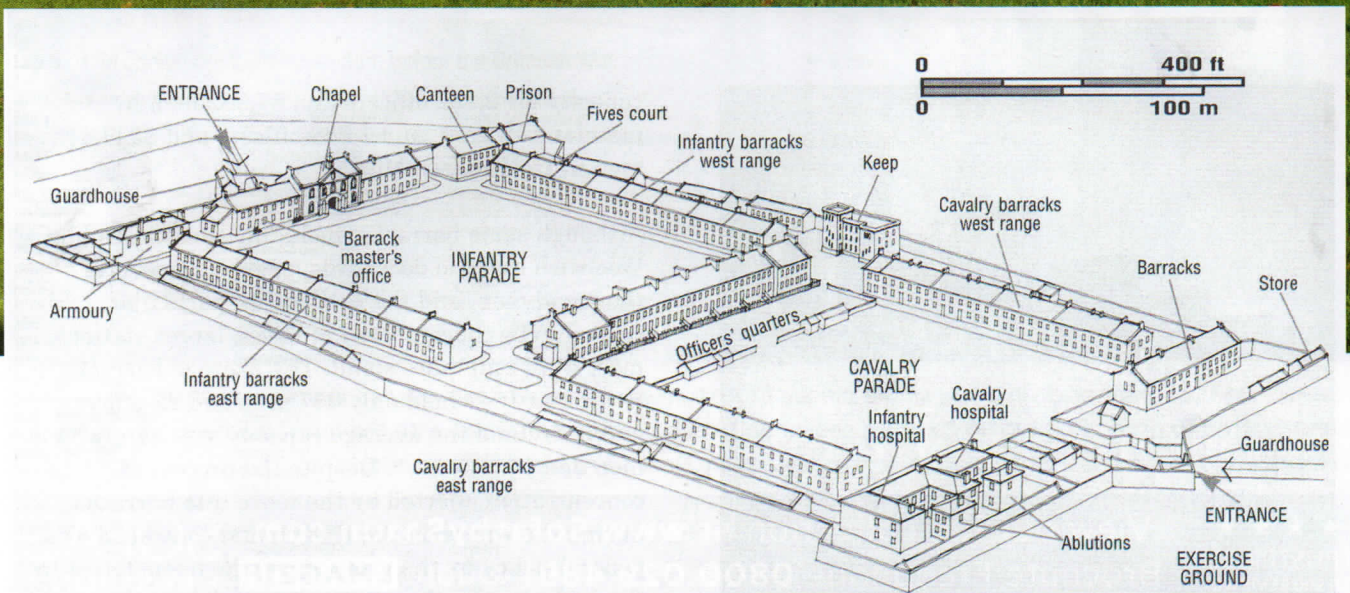 0 400 ft
0 100 m
ENTRANCE
Chapel
Canteen
Prison
Fives court
Infantry barracks
west range
Keep
Guardhouse
Cavalry barracks
west range
Barrack
master's
office
INFANTRY
PARADE
Barracks
Store
Armoury
Officers' quarters
Infantry barracks
east range
CAVALRY
PARADE
Cavalry
hospital
Infantry
hospital
Guardhouse
Cavalry barracks
east range
ENTRANCE
Ablutions
EXERCISE
GROUND